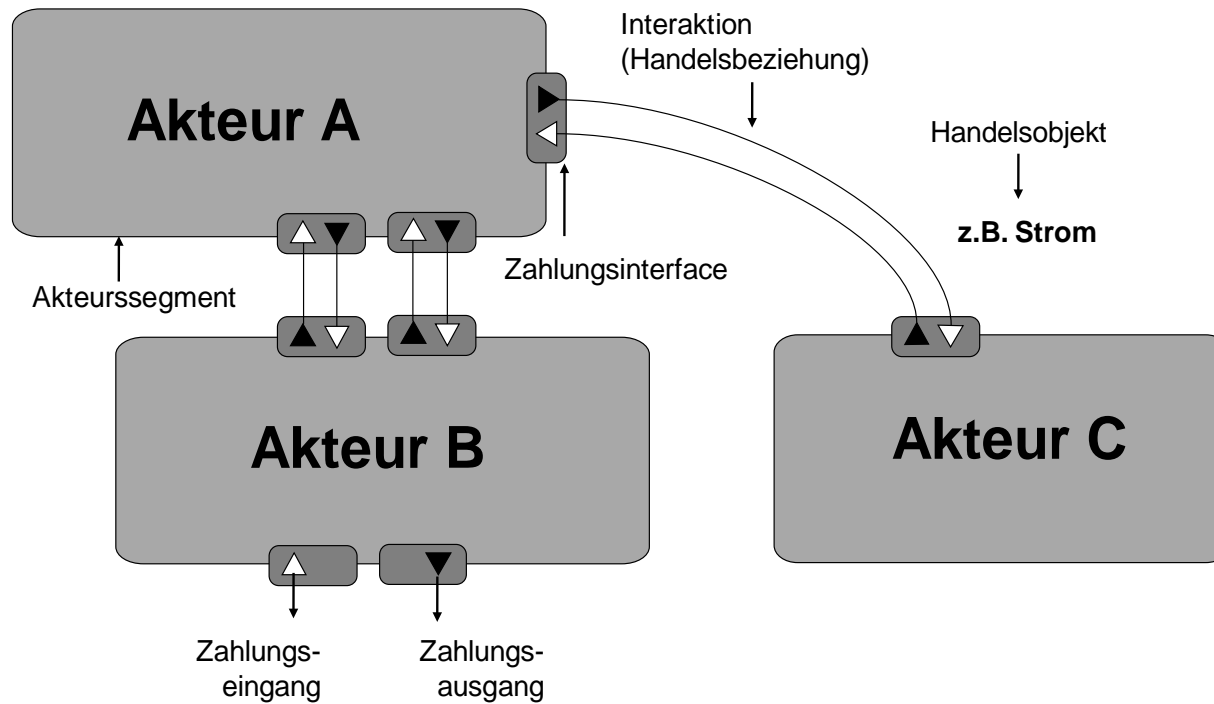 Interaktion
(Handelsbeziehung)
Akteur A
Handelsobjekt
z.B. Strom
Zahlungsinterface
Akteurssegment
Akteur B
Akteur C
Zahlungs-
eingang
Zahlungs-
ausgang